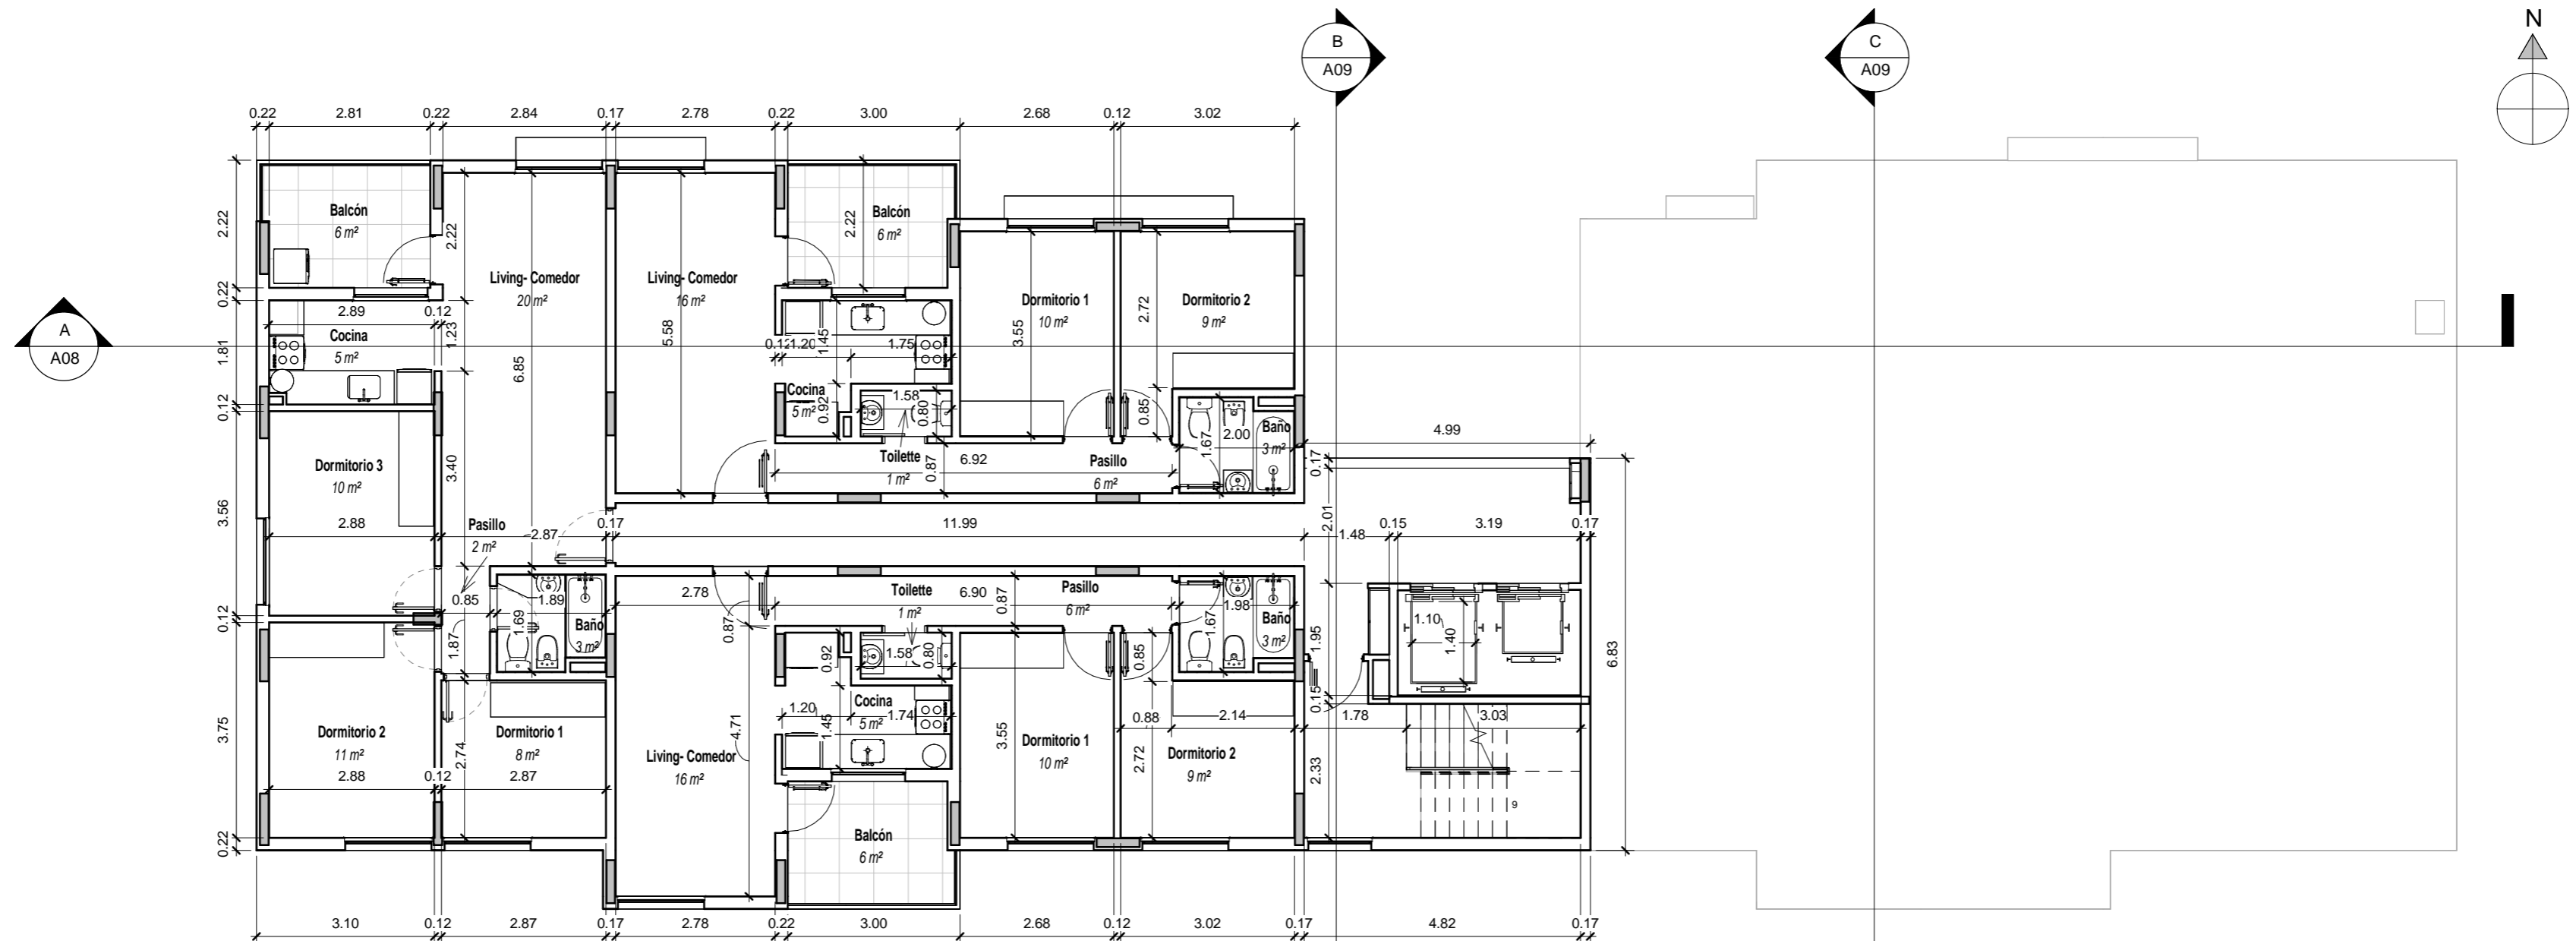 B
A09
C
A09
N
0.22 2.81 0.22 2.84 0.17 2.78 0.22 3.00 2.68 0.12 3.02
Balcón
6 m²
2.22
2.22
Living- Comedor
20 m²
Living- Comedor
16 m²
2.22
Balcón
6 m²
Dormitorio 1
10 m²
Dormitorio 2
9 m²
2.72
3.55
0.22
2.89 0.12
A
A08
1.81
Cocina
5 m²
1.23
6.85
5.58
0.12 1.20 1.45 1.75
Cocina
5 m²
0.92
1.58
0.80
0.85
0.12
Toilette
1 m²
0.87
6.92
Pasillo
6 m²
1.67
2.00
Baño
3 m²
4.99
0.17
Dormitorio 3
10 m²
3.40
3.56
2.88
Pasillo
2 m²
2.87
0.17
11.99
2.01
1.48
0.15
3.19
0.17
0.12
0.85
1.87
1.69
1.89
Baño
3 m²
2.78
0.87
Toilette
1 m²
6.90
0.87
Pasillo
6 m²
1.67
1.98
Baño
3 m²
1.95
1.10
1.40
6.83
0.92
1.58
0.80
0.85
0.15
1.20
1.45
Cocina
5 m²
1.74
0.88
2.14
1.78
3.03
3.75
Dormitorio 2
11 m²
2.88
0.12
2.74
Dormitorio 1
8 m²
2.87
4.71
Living- Comedor
16 m²
3.55
Dormitorio 1
10 m²
2.72
Dormitorio 2
9 m²
2.33
9
0.22
Balcón
6 m²
3.10 0.12 2.87 0.17 2.78 0.22 3.00 2.68 0.12 3.02 0.17 4.82 0.17